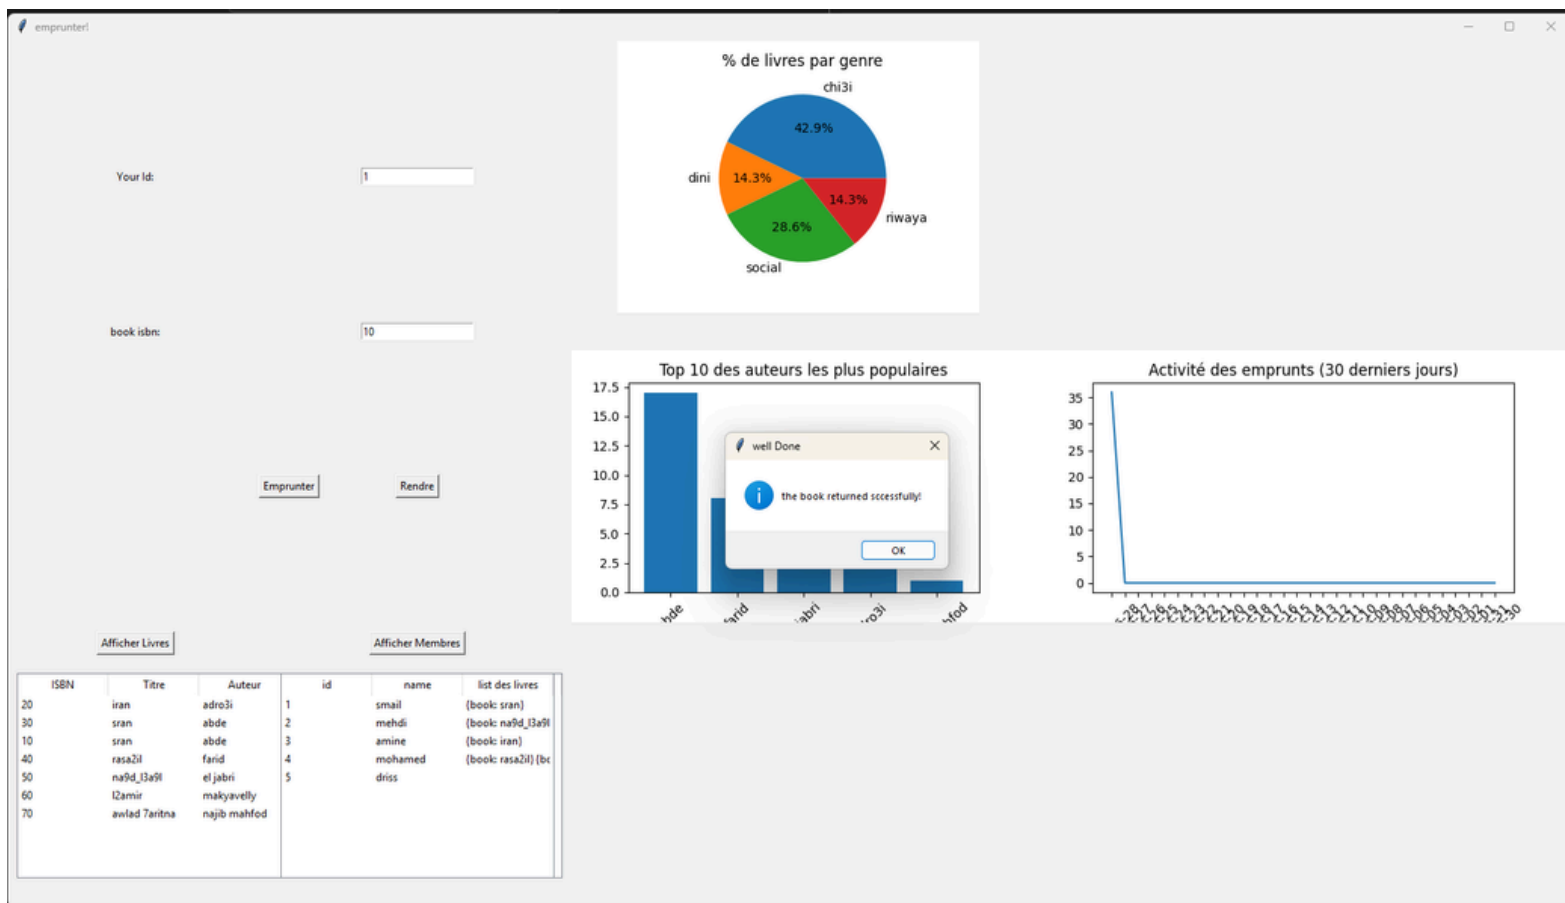 emprunter!
% de livres par genre
chi3i
42.9%
dini
14.3%
14.3%
riwaya
28.6%
social
Your Id:
1
book isbn:
10
Emprunter
Rendre
Top 10 des auteurs les plus populaires
17.5
15.0
12.5
10.0
7.5
5.0
2.5
0.0
well Done
the book returned sccessfully!
OK
Activité des emprunts (30 derniers jours)
35
30
25
20
15
10
5
0
Afficher Livres
Afficher Membres
ISBN Titre Auteur id name list des livres
20 iran adro3i 1 smail {book: sran}
30 sran abde 2 mehdi {book: na9d_l3a9l
10 sran abde 3 amine {book: iran}
40 rasa2il farid 4 mohamed {book: rasa2il} {bc
50 na9d_l3a9l el jabri 5 driss
60 l2amir makyavelly
70 awlad 7aritna najib mahfod